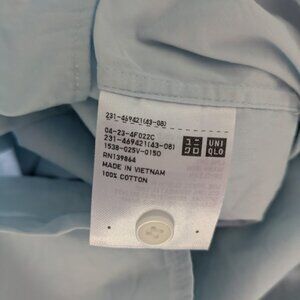 231-469421(43-08)
04-23-4F022C
231-469421(43-08)
1538-025V-0150
RN139864
MADE IN VIETNAM
100% COTTON
UNI
QLO